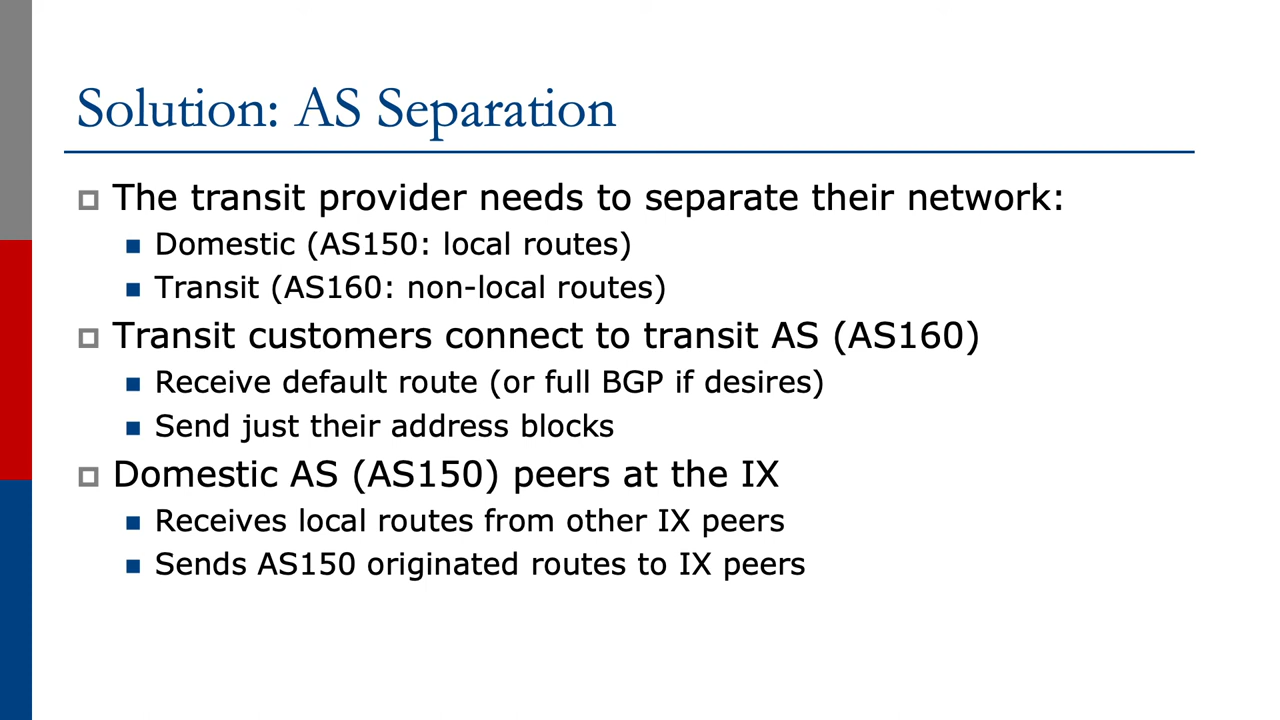 Solution: AS Separation
The transit provider needs to separate their network:
Domestic (AS150: local routes)
Transit (AS160: non-local routes)
Transit customers connect to transit AS (AS160)
Receive default route (or full BGP if desires)
Send just their address blocks
Domestic AS (AS150) peers at the IX
Receives local routes from other IX peers
Sends AS150 originated routes to IX peers